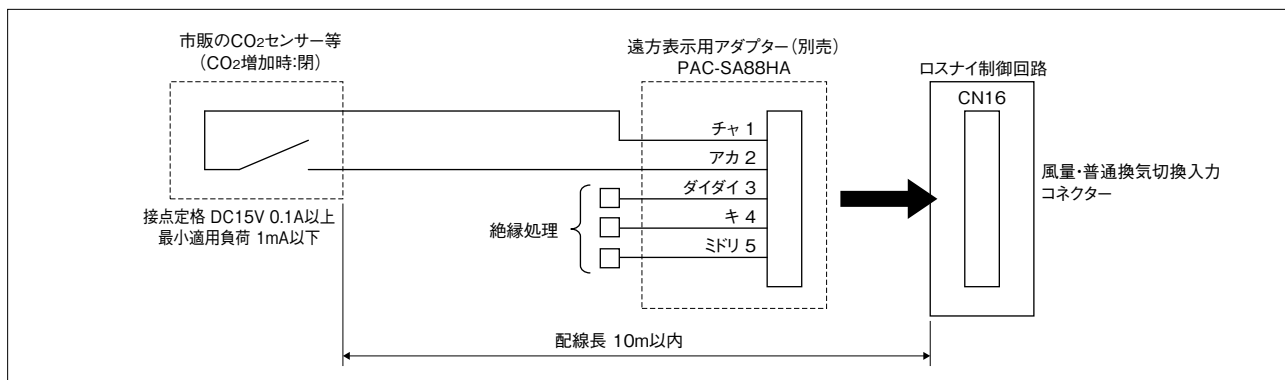 市販のCO2センサー等
(CO2増加時:閉)
接点定格 DC15V 0.1A以上
最小適用負荷 1mA以下
遠方表示用アダプター(別売)
PAC-SA88HA
チャ 1
アカ 2
ダイダイ 3
キ 4
ミドリ 5
絶縁処理
ロスナイ制御回路
CN16
風量・普通換気切換入力
コネクター
配線長 10m以内